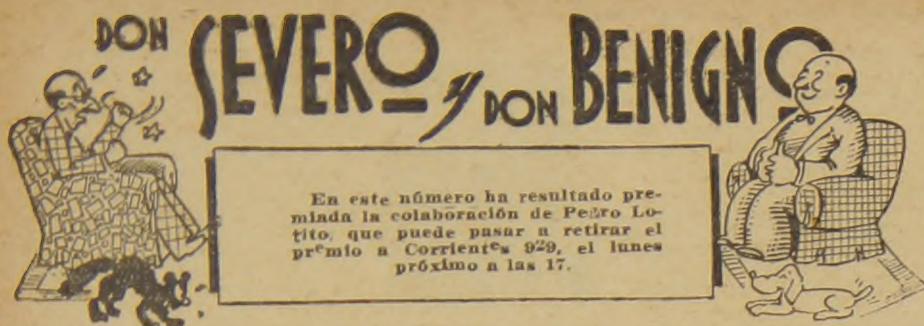 DON SEVERO y DON BENIGNO
En este número ha resultado pre-
miada la colaboración de Pedro Lo-
tito, que puede pasar a retirar el
premio a Corrientes 929, el lunes
próximo a las 17.